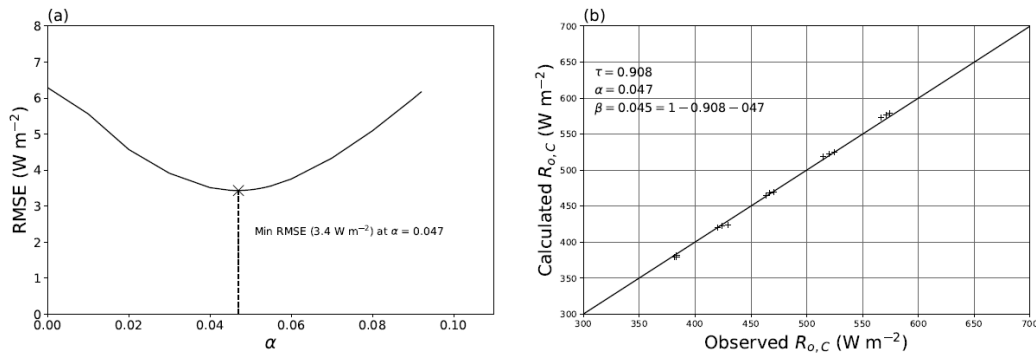 (a)
8
7
6
5
4
3
2
1
0
RMSE (W m⁻²)
Min RMSE (3.4 W m⁻²) at α = 0.047
0.00 0.02 0.04 0.06 0.08 0.10
α
(b)
700
650
600
550
500
450
400
350
300
Calculated Rₒ,C (W m⁻²)
τ = 0.908
α = 0.047
β = 0.045 = 1 − 0.908 − 047
300 350 400 450 500 550 600 650 700
Observed Rₒ,C (W m⁻²)